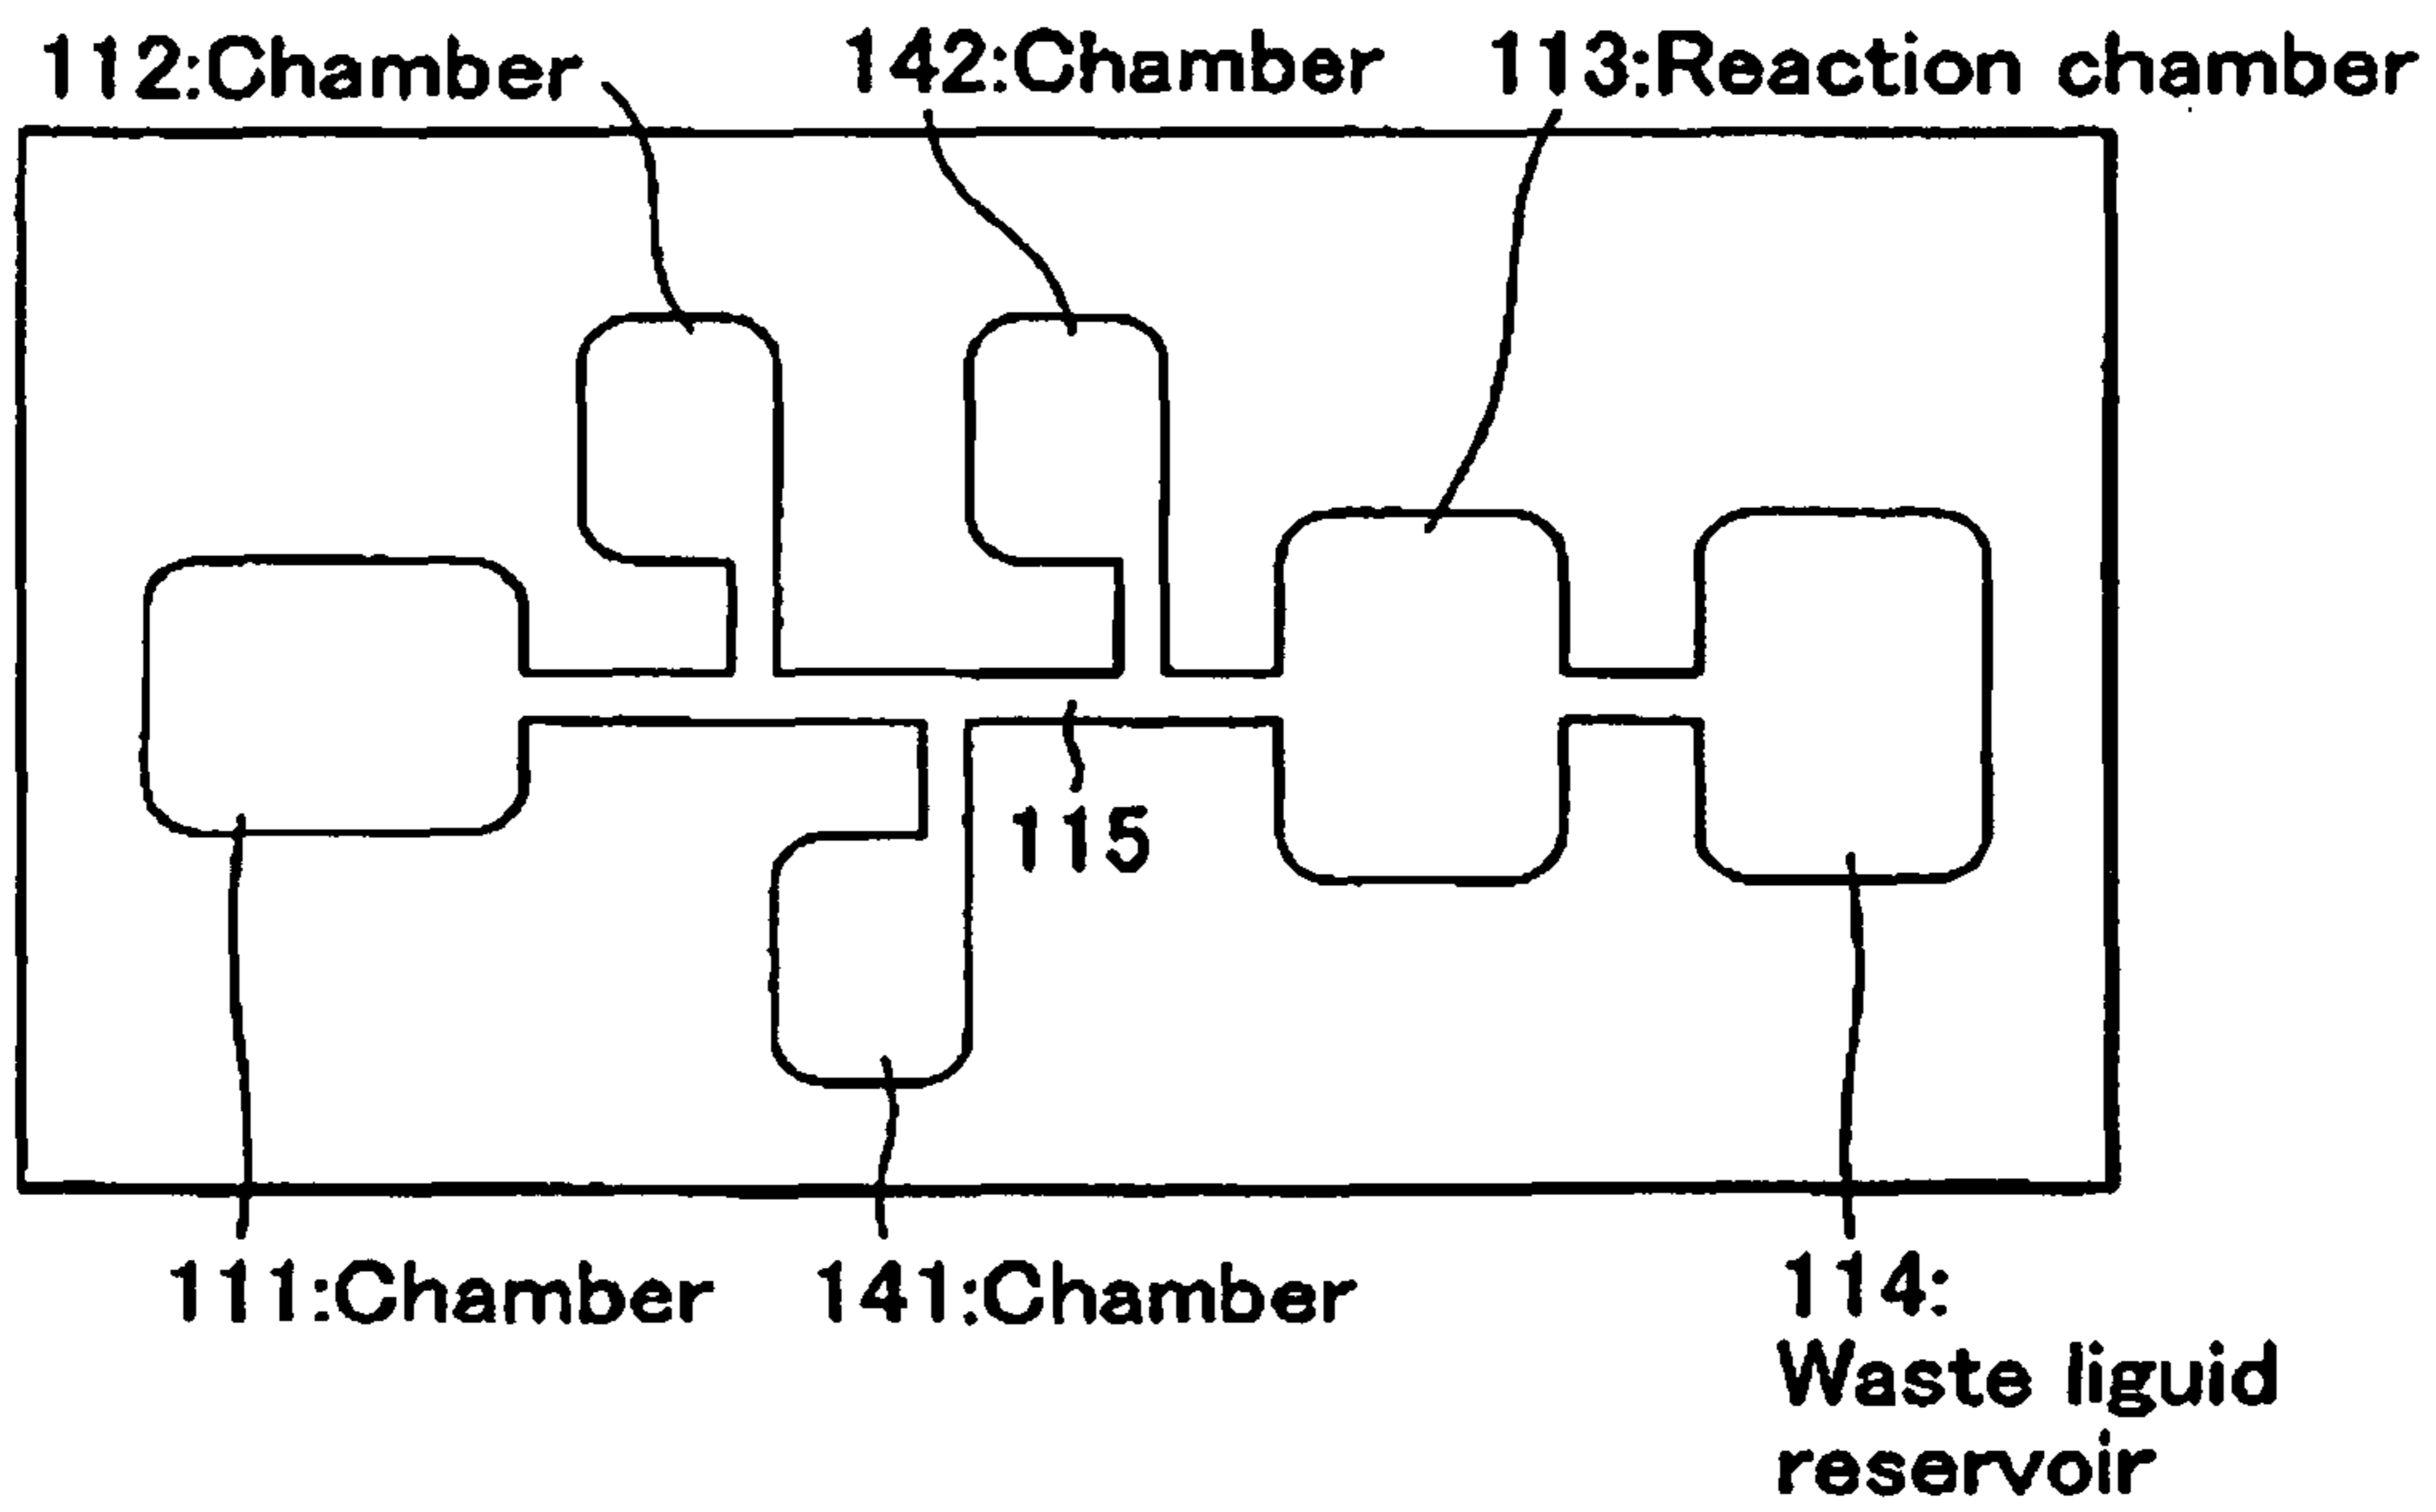 112:Chamber
142:Chamber
113:Reaction chamber
115
111:Chamber
141:Chamber
114:
Waste liguid
reservoir